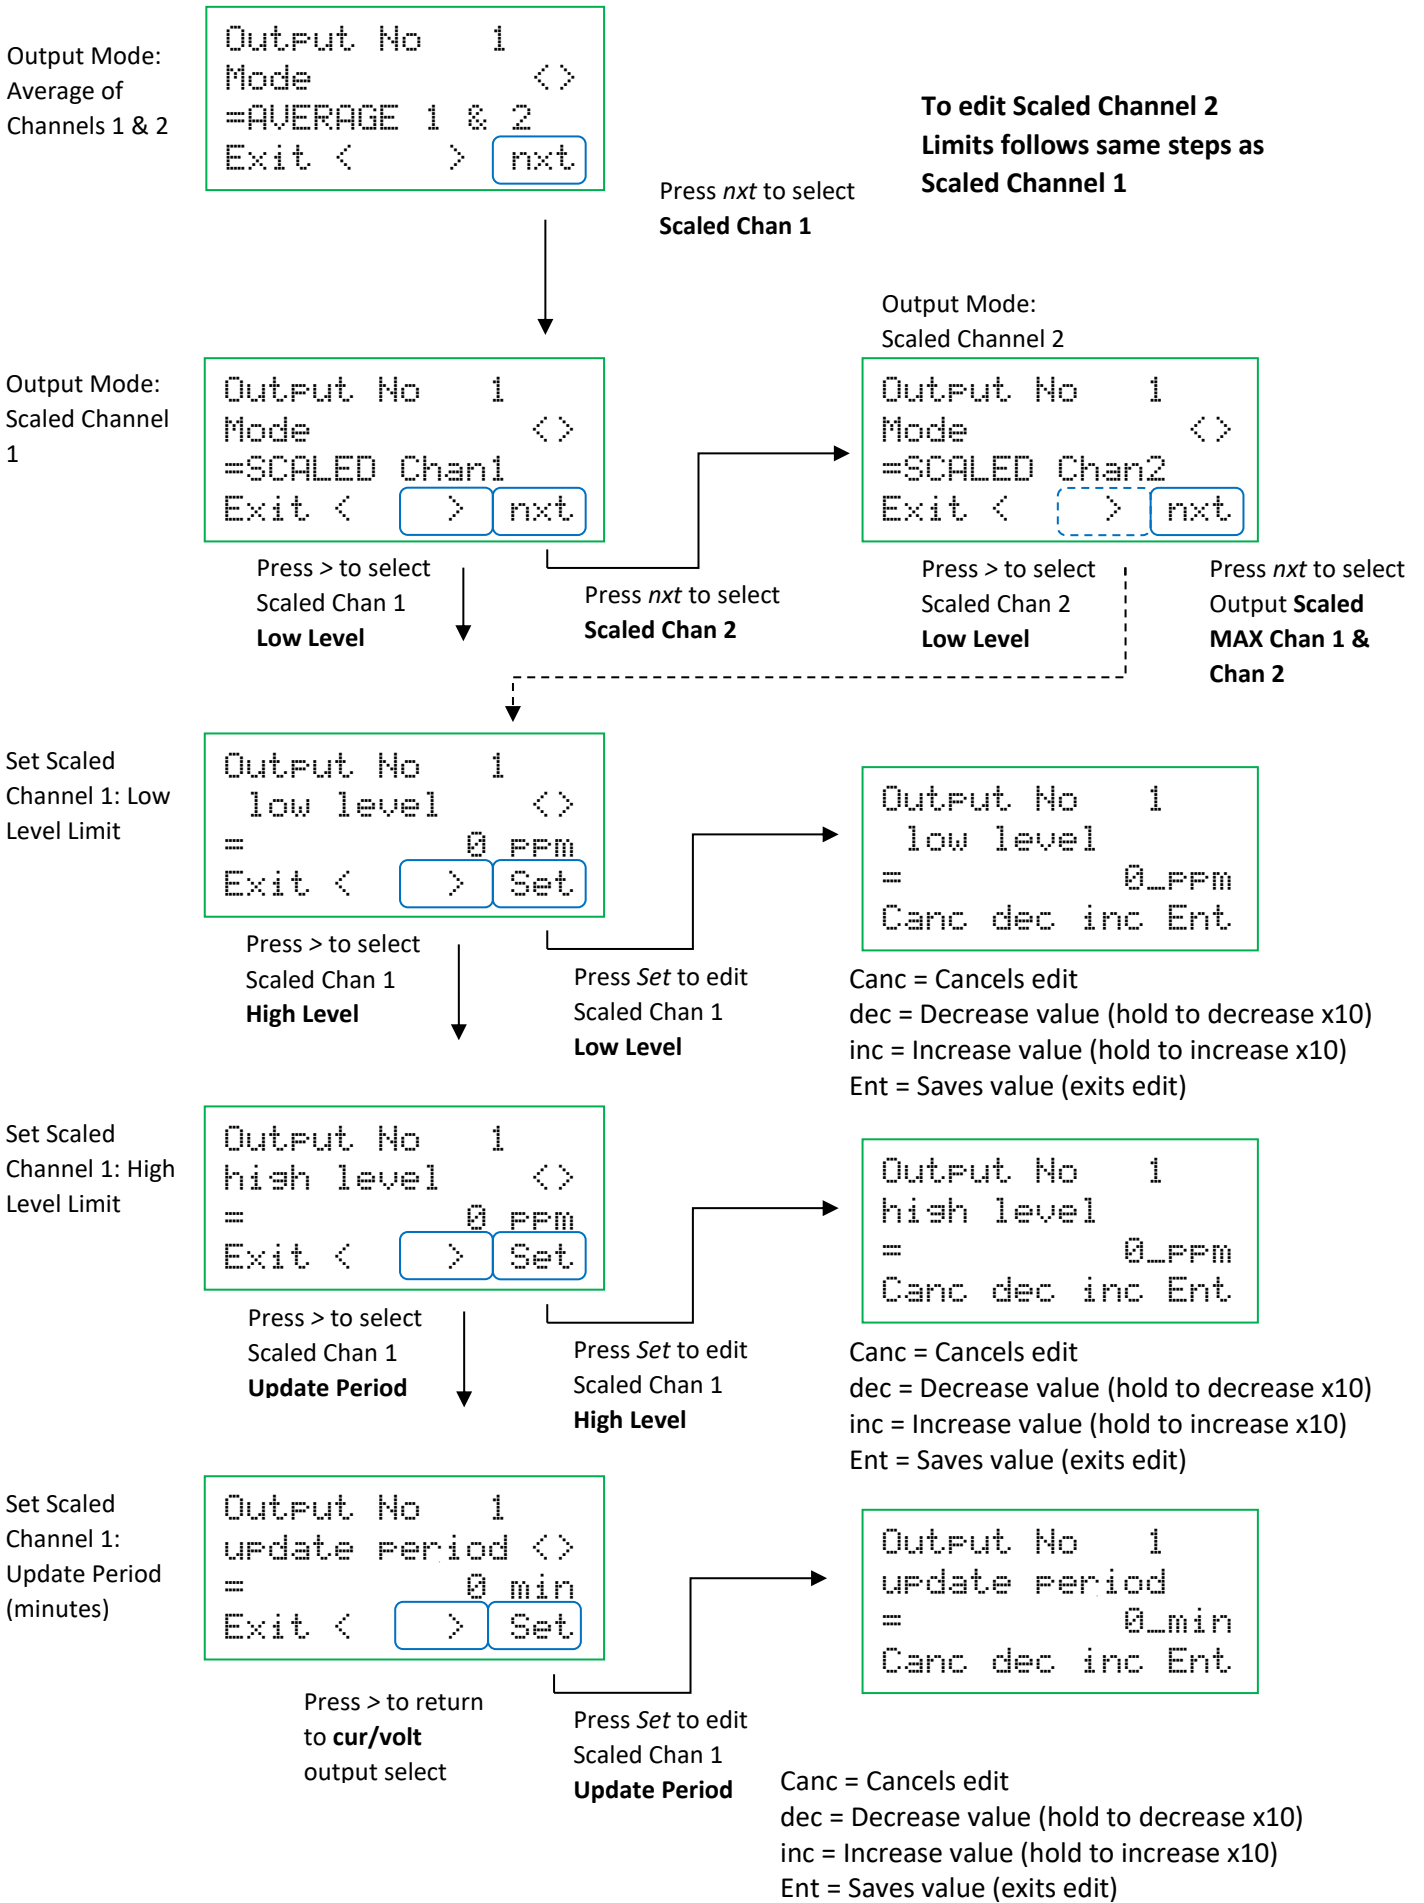 Output Mode:
Average of
Channels 1 & 2
Output No 1
Mode <>
=AVERAGE 1 & 2
Exit < > nxt
To edit Scaled Channel 2
Limits follows same steps as
Scaled Channel 1
Press nxt to select
Scaled Chan 1
Output Mode:
Scaled Channel
1
Output No 1
Mode <>
=SCALED Chan1
Exit < > nxt
Output Mode:
Scaled Channel 2
Output No 1
Mode <>
=SCALED Chan2
Exit < > nxt
Press > to select
Scaled Chan 1
Low Level
Press nxt to select
Scaled Chan 2
Press > to select
Scaled Chan 2
Low Level
Press nxt to select
Output Scaled
MAX Chan 1 &
Chan 2
Set Scaled
Channel 1: Low
Level Limit
Output No 1
low level <>
= 0 ppm
Exit < > Set
Output No 1
low level
= 0_ppm
Canc dec inc Ent
Press > to select
Scaled Chan 1
High Level
Press Set to edit
Scaled Chan 1
Low Level
Canc = Cancels edit
dec = Decrease value (hold to decrease x10)
inc = Increase value (hold to increase x10)
Ent = Saves value (exits edit)
Set Scaled
Channel 1: High
Level Limit
Output No 1
high level <>
= 0 ppm
Exit < > Set
Output No 1
high level
= 0_ppm
Canc dec inc Ent
Press > to select
Scaled Chan 1
Update Period
Press Set to edit
Scaled Chan 1
High Level
Canc = Cancels edit
dec = Decrease value (hold to decrease x10)
inc = Increase value (hold to increase x10)
Ent = Saves value (exits edit)
Set Scaled
Channel 1:
Update Period
(minutes)
Output No 1
update period <>
= 0 min
Exit < > Set
Output No 1
update period
= 0_min
Canc dec inc Ent
Press > to return
to cur/volt
output select
Press Set to edit
Scaled Chan 1
Update Period
Canc = Cancels edit
dec = Decrease value (hold to decrease x10)
inc = Increase value (hold to increase x10)
Ent = Saves value (exits edit)